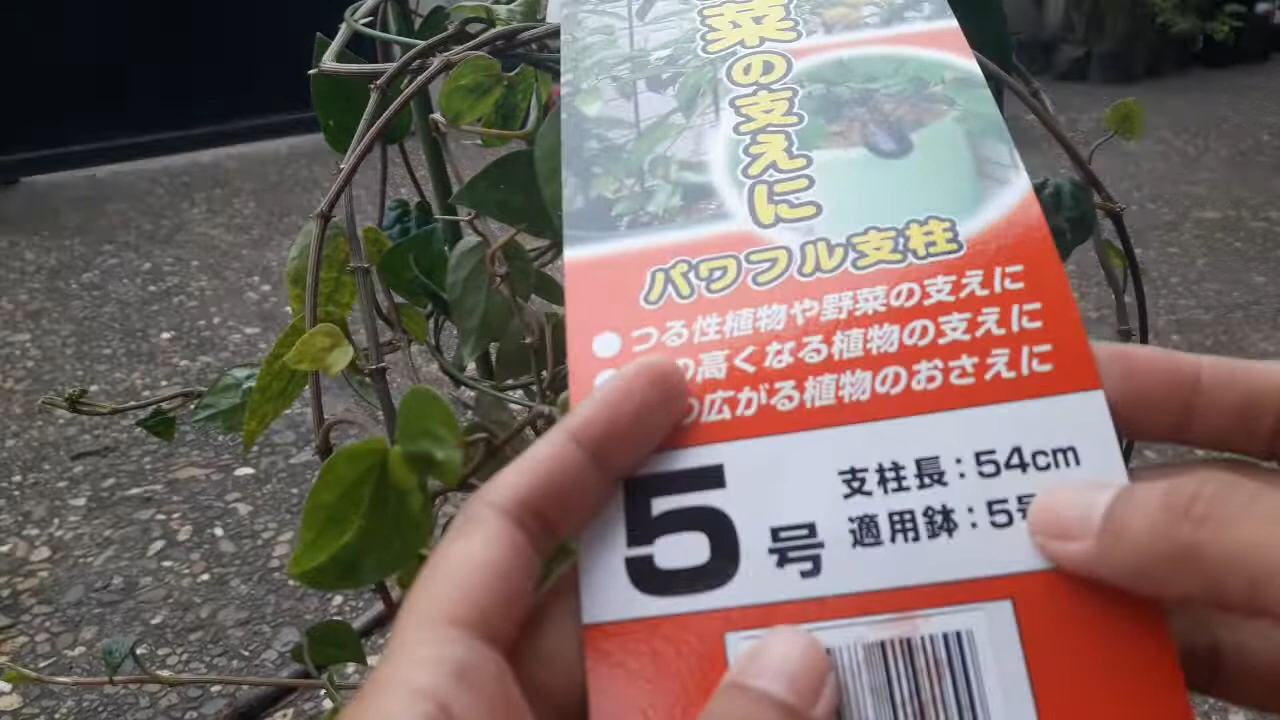 菜の支えに
パワフル支柱
●つる性植物や野菜の支えに
の高くなる植物の支えに
の広がる植物のおさえに
5号
支柱長：54cm
適用鉢：5号